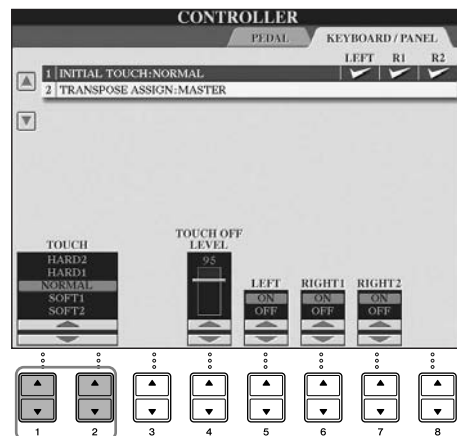 CONTROLLER
PEDAL KEYBOARD / PANEL
LEFT R1 R2
1 INITIAL TOUCH:NORMAL
2 TRANSPOSE ASSIGN:MASTER
TOUCH
HARD2
HARD1
NORMAL
SOFT1
SOFT2
TOUCH OFF
LEVEL
95
LEFT RIGHT1 RIGHT2
ON ON ON
OFF OFF OFF
1 2 3 4 5 6 7 8